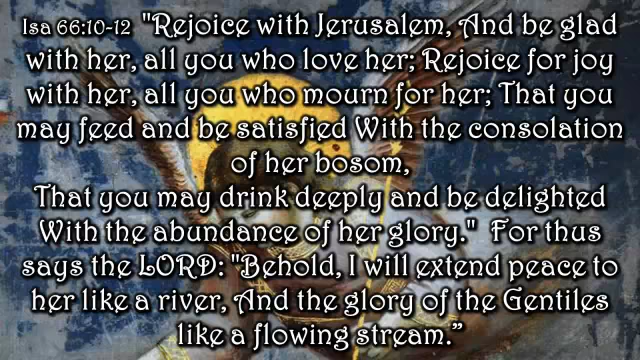 Isa 66:10-12 "Rejoice with Jerusalem, And be glad
with her, all you who love her; Rejoice for joy
with her, all you who mourn for her; That you
may feed and be satisfied With the consolation
of her bosom,
That you may drink deeply and be delighted
With the abundance of her glory." For thus
says the LORD: "Behold, I will extend peace to
her like a river, And the glory of the Gentiles
like a flowing stream.”